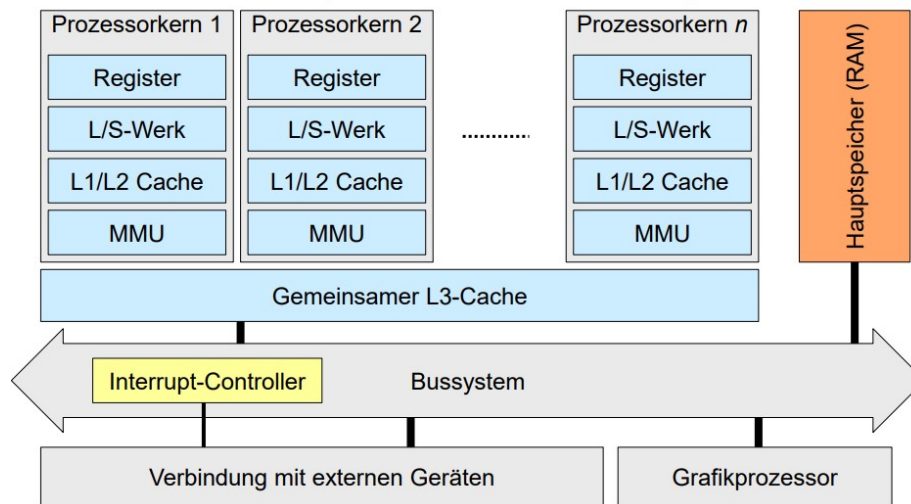 Prozessorkern 1
Register
L/S-Werk
L1/L2 Cache
MMU
Prozessorkern 2
Register
L/S-Werk
L1/L2 Cache
MMU
Prozessorkern n
Register
L/S-Werk
L1/L2 Cache
MMU
Hauptspeicher (RAM)
Gemeinsamer L3-Cache
Interrupt-Controller
Bussystem
Verbindung mit externen Geräten
Grafikprozessor